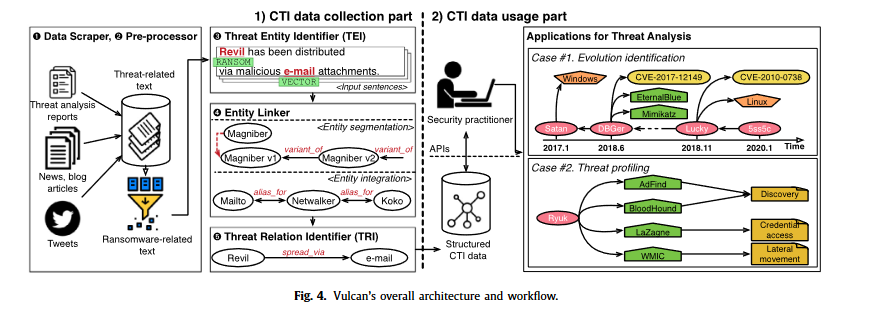 1) CTI data collection part
2) CTI data usage part
❶ Data Scraper, ❷ Pre-processor
Threat-related
text
Threat analysis
reports
News, blog
articles
Tweets
Ransomware-related
text
❸ Threat Entity Identifier (TEI)
Revil has been distributed
RANSOM
via malicious e-mail attachments.
VECTOR
<Input sentences>
❹ Entity Linker
<Entity segmentation>
Magniber
variant_of
variant_of
Magniber v1
Magniber v2
<Entity integration>
alias_for
alias_for
Mailto
Netwalker
Koko
❺ Threat Relation Identifier (TRI)
spread_via
Revil
e-mail
Security practitioner
APIs
Structured
CTI data
Applications for Threat Analysis
Case #1. Evolution identification
Windows
CVE-2017-12149
CVE-2010-0738
EternalBlue
Linux
Mimikatz
Satan
DBGer
Lucky
5ss5c
2017.1
2018.6
2018.11
2020.1
Time
Case #2. Threat profiling
AdFind
Discovery
BloodHound
Ryuk
LaZagne
Credential
access
WMIC
Lateral
movement
Fig. 4. Vulcan's overall architecture and workflow.